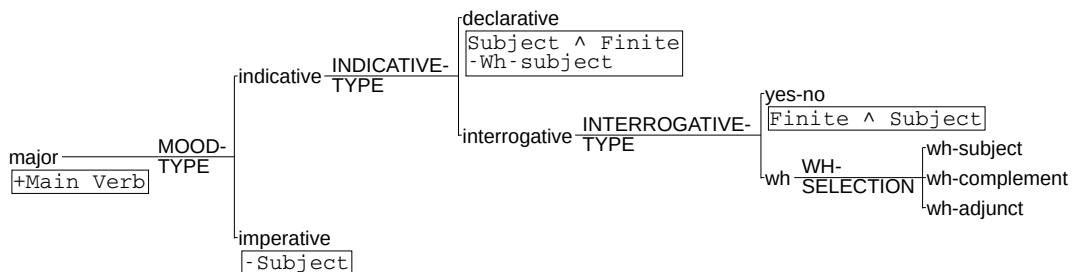 declarative
Subject ^ Finite
-Wh-subject
indicative
INDICATIVE-
TYPE
yes-no
Finite ^ Subject
interrogative
INTERROGATIVE-
TYPE
major
+Main Verb
MOOD-
TYPE
wh-subject
wh
WH-
SELECTION
wh-complement
wh-adjunct
imperative
-Subject